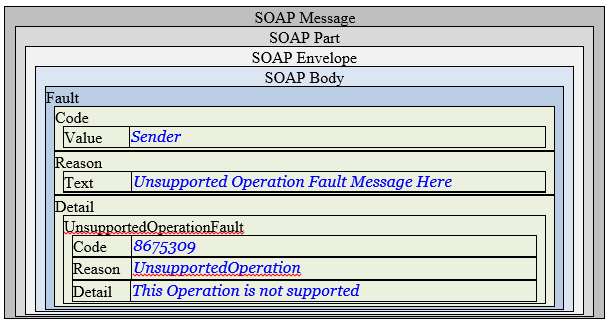 SOAP Message
SOAP Part
SOAP Envelope
SOAP Body
Fault
Code
Value Sender
Reason
Text Unsupported Operation Fault Message Here
Detail
UnsupportedOperationFault
Code 8675309
Reason UnsupportedOperation
Detail This Operation is not supported